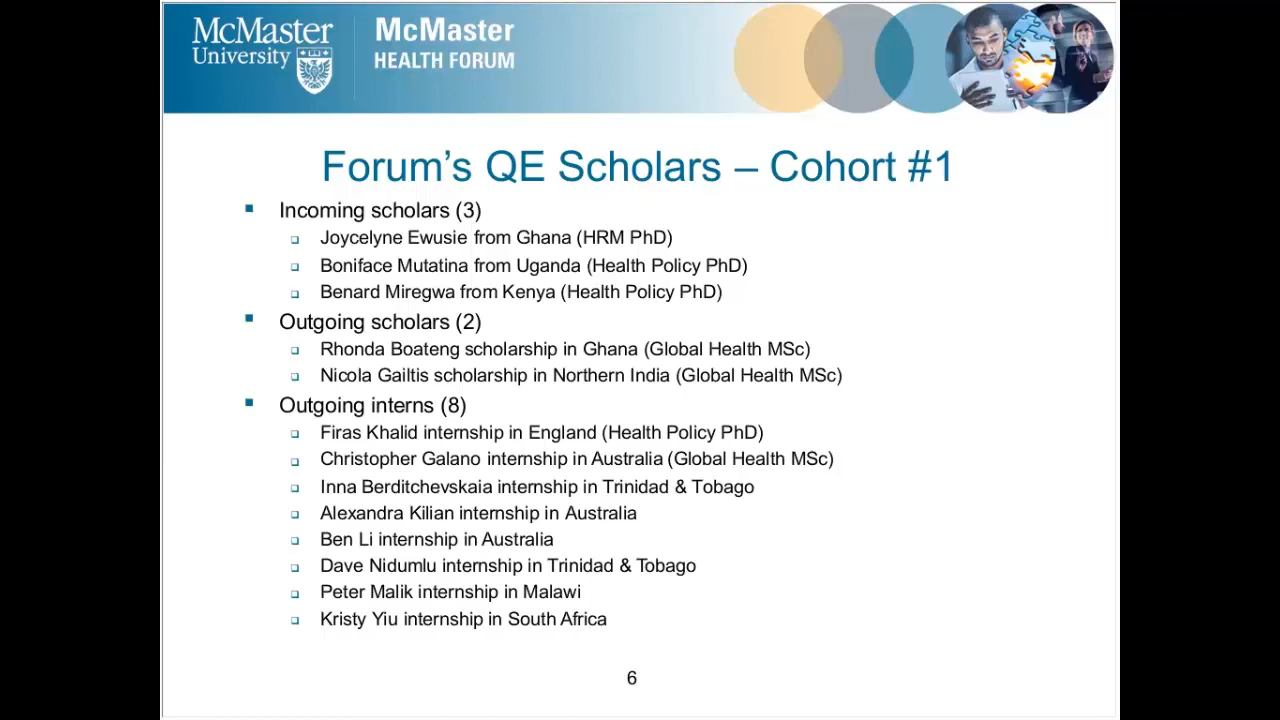 McMaster
University
McMaster
HEALTH FORUM
Forum's QE Scholars – Cohort #1
Incoming scholars (3)
Joycelyne Ewusie from Ghana (HRM PhD)
Boniface Mutatina from Uganda (Health Policy PhD)
Benard Miregwa from Kenya (Health Policy PhD)
Outgoing scholars (2)
Rhonda Boateng scholarship in Ghana (Global Health MSc)
Nicola Gailtis scholarship in Northern India (Global Health MSc)
Outgoing interns (8)
Firas Khalid internship in England (Health Policy PhD)
Christopher Galano internship in Australia (Global Health MSc)
Inna Berditchevskaia internship in Trinidad & Tobago
Alexandra Kilian internship in Australia
Ben Li internship in Australia
Dave Nidumlu internship in Trinidad & Tobago
Peter Malik internship in Malawi
Kristy Yiu internship in South Africa
6